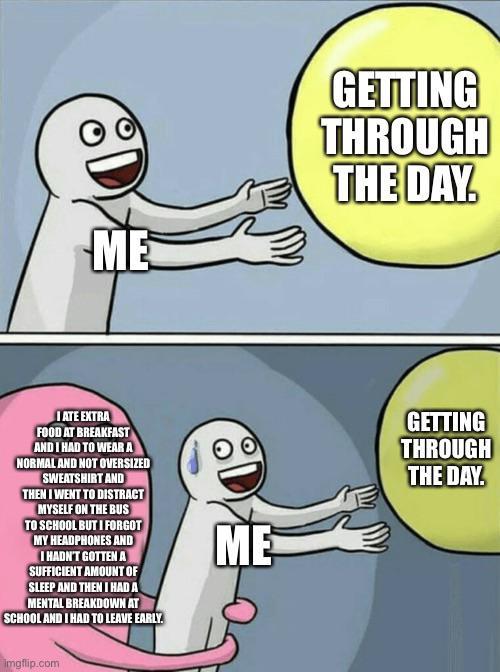 GETTING
THROUGH
THE DAY.
ME
I ATE EXTRA
FOOD AT BREAKFAST
AND I HAD TO WEAR A
NORMAL AND NOT OVERSIZED
SWEATSHIRT AND
THEN I WENT TO DISTRACT
MYSELF ON THE BUS
TO SCHOOL BUT I FORGOT
MY HEADPHONES AND
I HADN'T GOTTEN A
SUFFICIENT AMOUNT OF
SLEEP AND THEN I HAD A
MENTAL BREAKDOWN AT
SCHOOL AND I HAD TO LEAVE EARLY.
ME
GETTING
THROUGH
THE DAY.
imgflip.com